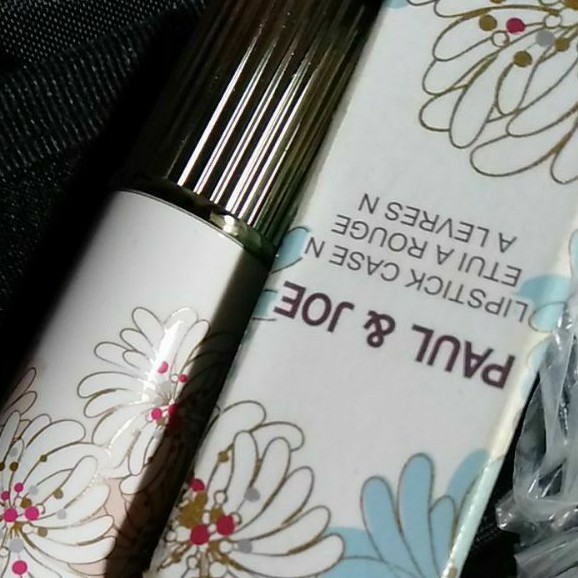 PAUL & JOE
LIPSTICK CASE N
ETUI A ROUGE
A LEVRES N